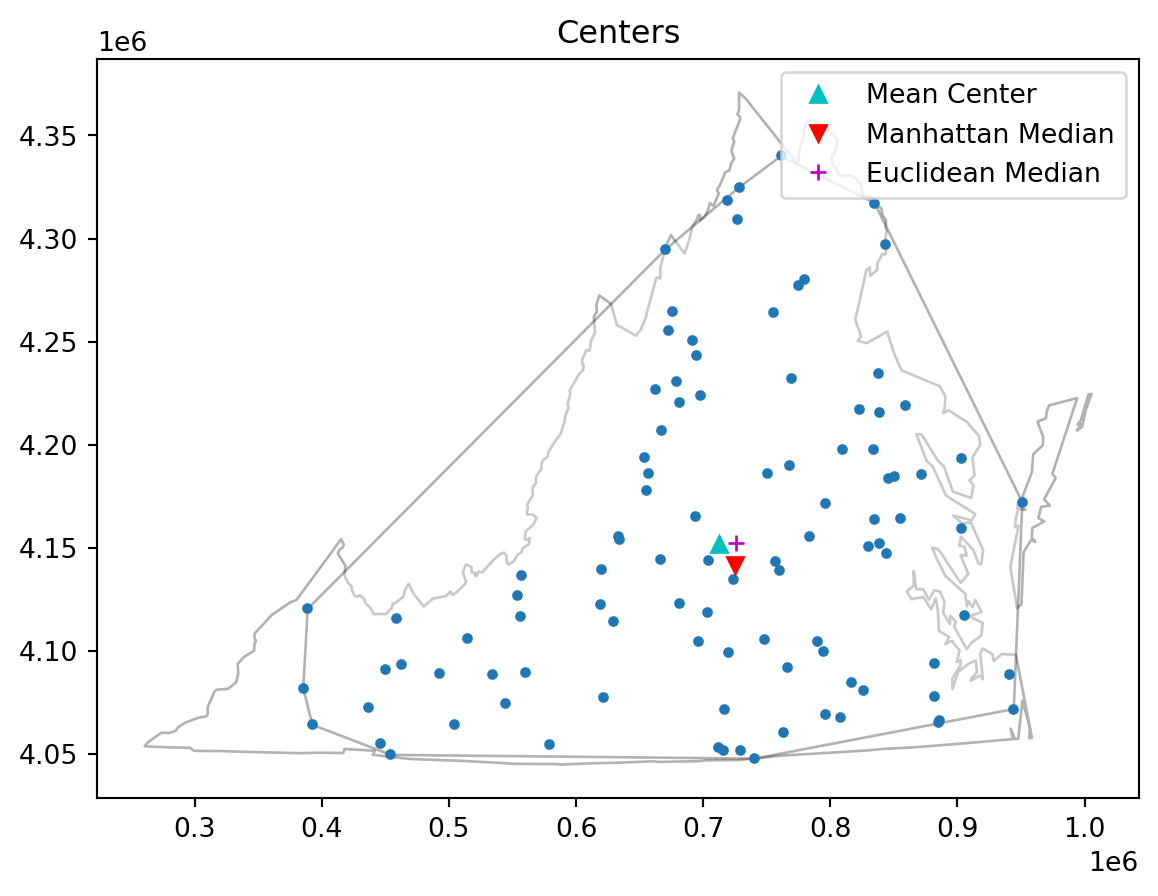 Centers
1e6
Mean Center
Manhattan Median
Euclidean Median
4.35
4.30
4.25
4.20
4.15
4.10
4.05
0.3 0.4 0.5 0.6 0.7 0.8 0.9 1.0
1e6